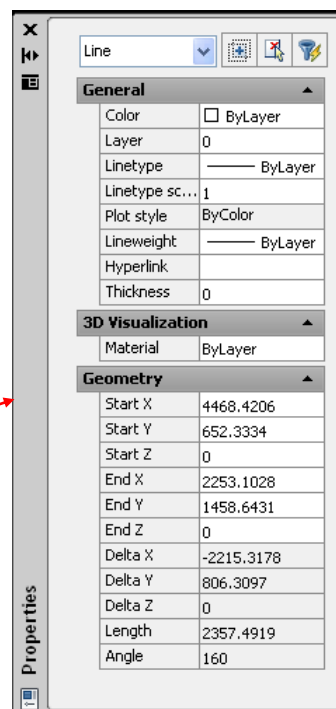 Line
General
Color ByLayer
Layer 0
Linetype ByLayer
Linetype sc... 1
Plot style ByColor
Lineweight ByLayer
Hyperlink
Thickness 0
3D Visualization
Material ByLayer
Geometry
Start X 4468.4206
Start Y 652.3334
Start Z 0
End X 2253.1028
End Y 1458.6431
End Z 0
Delta X -2215.3178
Delta Y 806.3097
Delta Z 0
Length 2357.4919
Angle 160
Properties